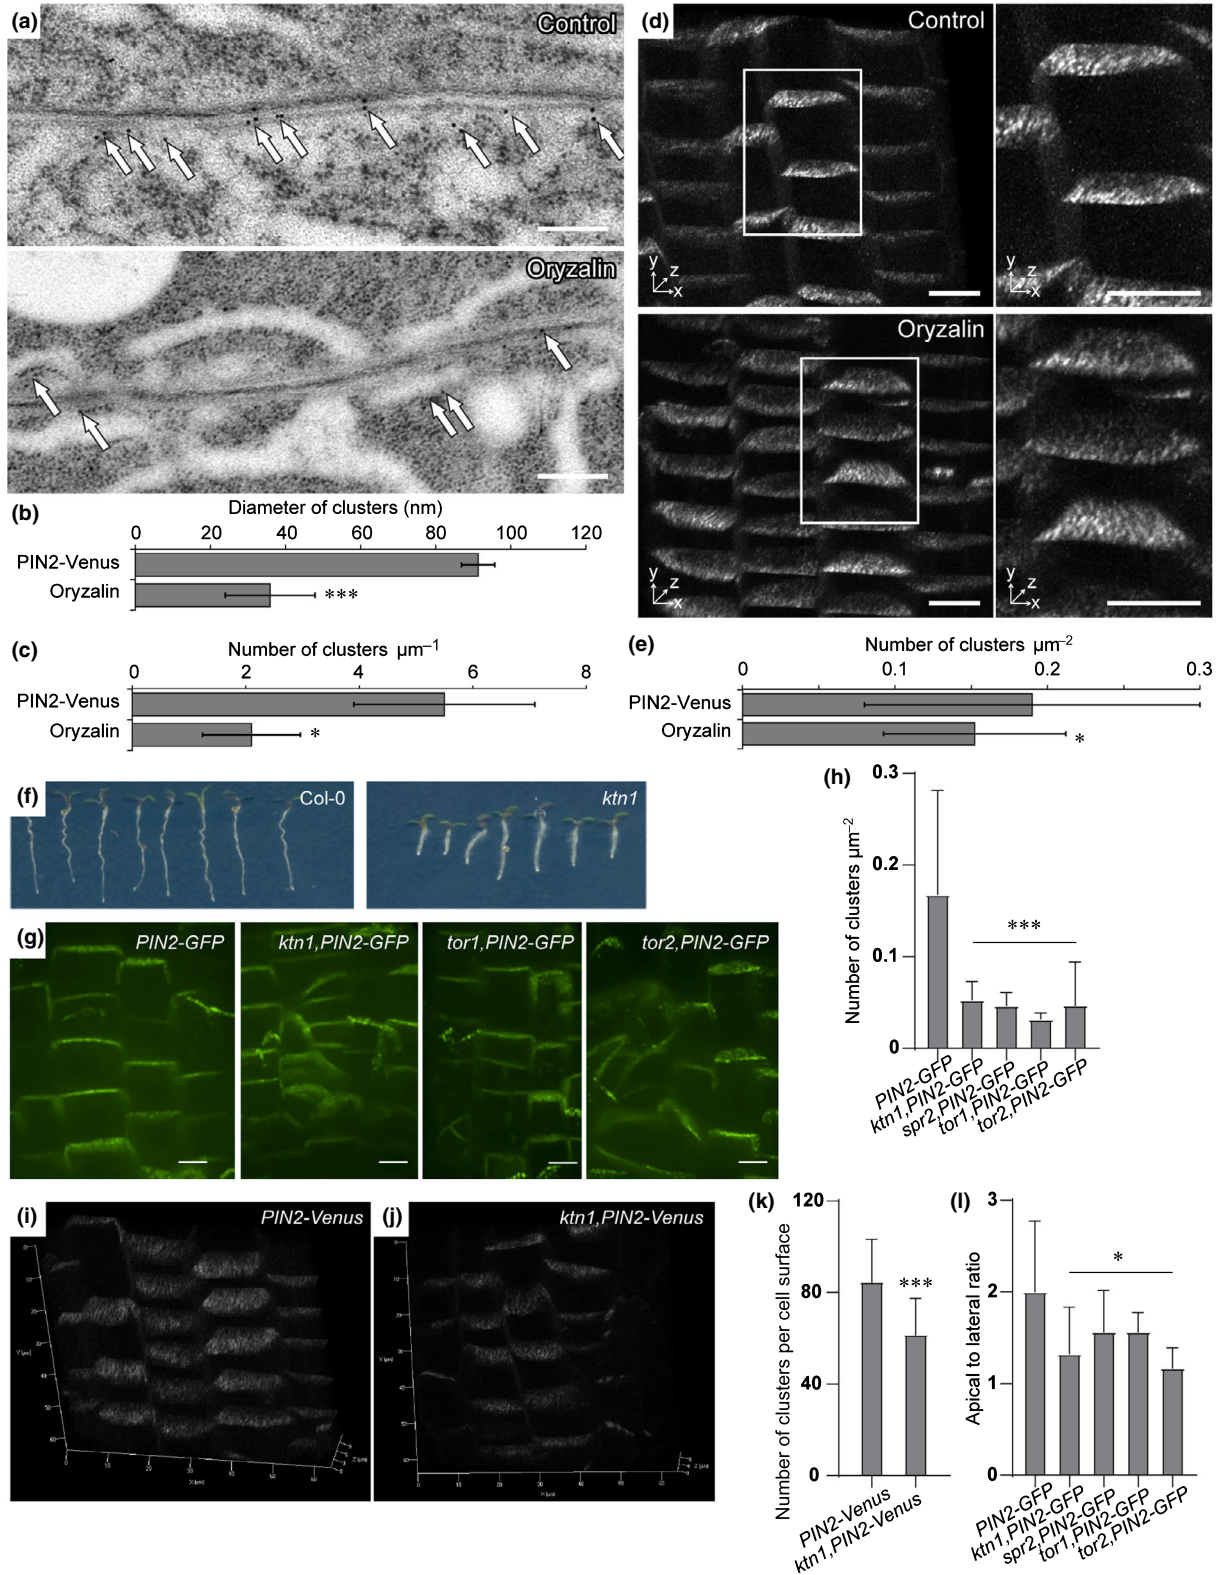 (a)
Control
Oryzalin
(b)
Diameter of clusters (nm)
0 20 40 60 80 100 120
PIN2-Venus
Oryzalin
***
(c)
Number of clusters µm–1
0 2 4 6 8
PIN2-Venus
Oryzalin
*
(d)
Control
y z x
y z x
Oryzalin
y z x
y z x
(e)
Number of clusters µm–2
0 0.1 0.2 0.3
PIN2-Venus
Oryzalin
*
(f)
Col-0
ktn1
(g)
PIN2-GFP
ktn1,PIN2-GFP
tor1,PIN2-GFP
tor2,PIN2-GFP
(h)
Number of clusters µm–2
0.3
0.2
0.1
0
***
PIN2-GFP
ktn1,PIN2-GFP
spr2,PIN2-GFP
tor1,PIN2-GFP
tor2,PIN2-GFP
(i)
PIN2-Venus
(j)
ktn1,PIN2-Venus
(k)
Number of clusters per cell surface
120
80
40
0
***
PIN2-Venus
ktn1,PIN2-Venus
(l)
Apical to lateral ratio
3
2
1
0
*
PIN2-GFP
ktn1,PIN2-GFP
spr2,PIN2-GFP
tor1,PIN2-GFP
tor2,PIN2-GFP